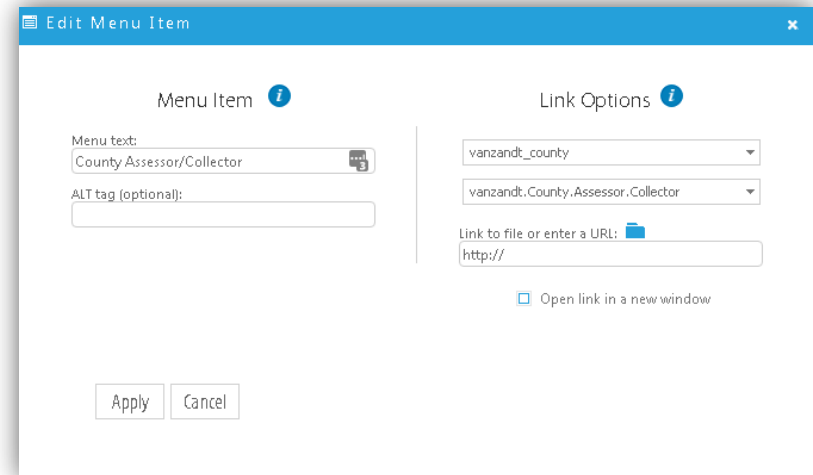 Edit Menu Item
Menu Item
Menu text:
County Assessor/Collector
3
ALT tag (optional):
Link Options
vanzandt_county
vanzandt.County.Assessor.Collector
Link to file or enter a URL:
http://
Open link in a new window
Apply
Cancel